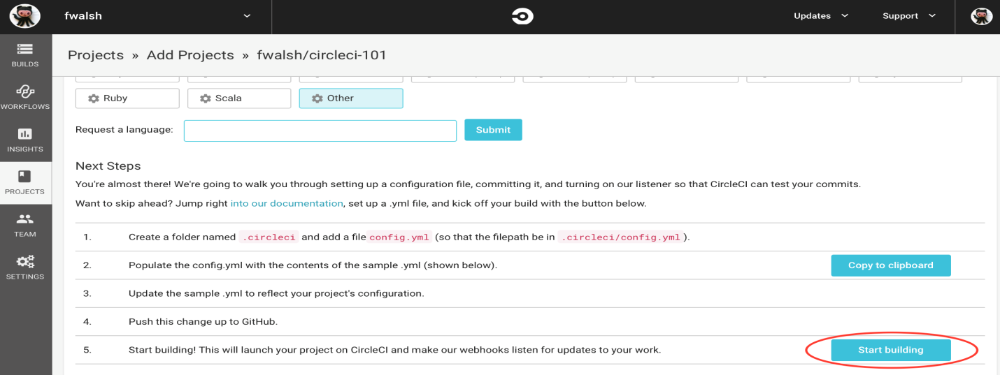 fwalsh
Updates
Support
BUILDS
WORKFLOWS
INSIGHTS
PROJECTS
TEAM
SETTINGS
Projects » Add Projects » fwalsh/circleci-101
Ruby
Scala
Other
Request a language:
Submit
Next Steps
You're almost there! We're going to walk you through setting up a configuration file, committing it, and turning on our listener so that CircleCI can test your commits.
Want to skip ahead? Jump right into our documentation, set up a .yml file, and kick off your build with the button below.
1. Create a folder named .circleci and add a file config.yml (so that the filepath be in .circleci/config.yml ).
2. Populate the config.yml with the contents of the sample .yml (shown below). Copy to clipboard
3. Update the sample .yml to reflect your project's configuration.
4. Push this change up to GitHub.
5. Start building! This will launch your project on CircleCI and make our webhooks listen for updates to your work. Start building